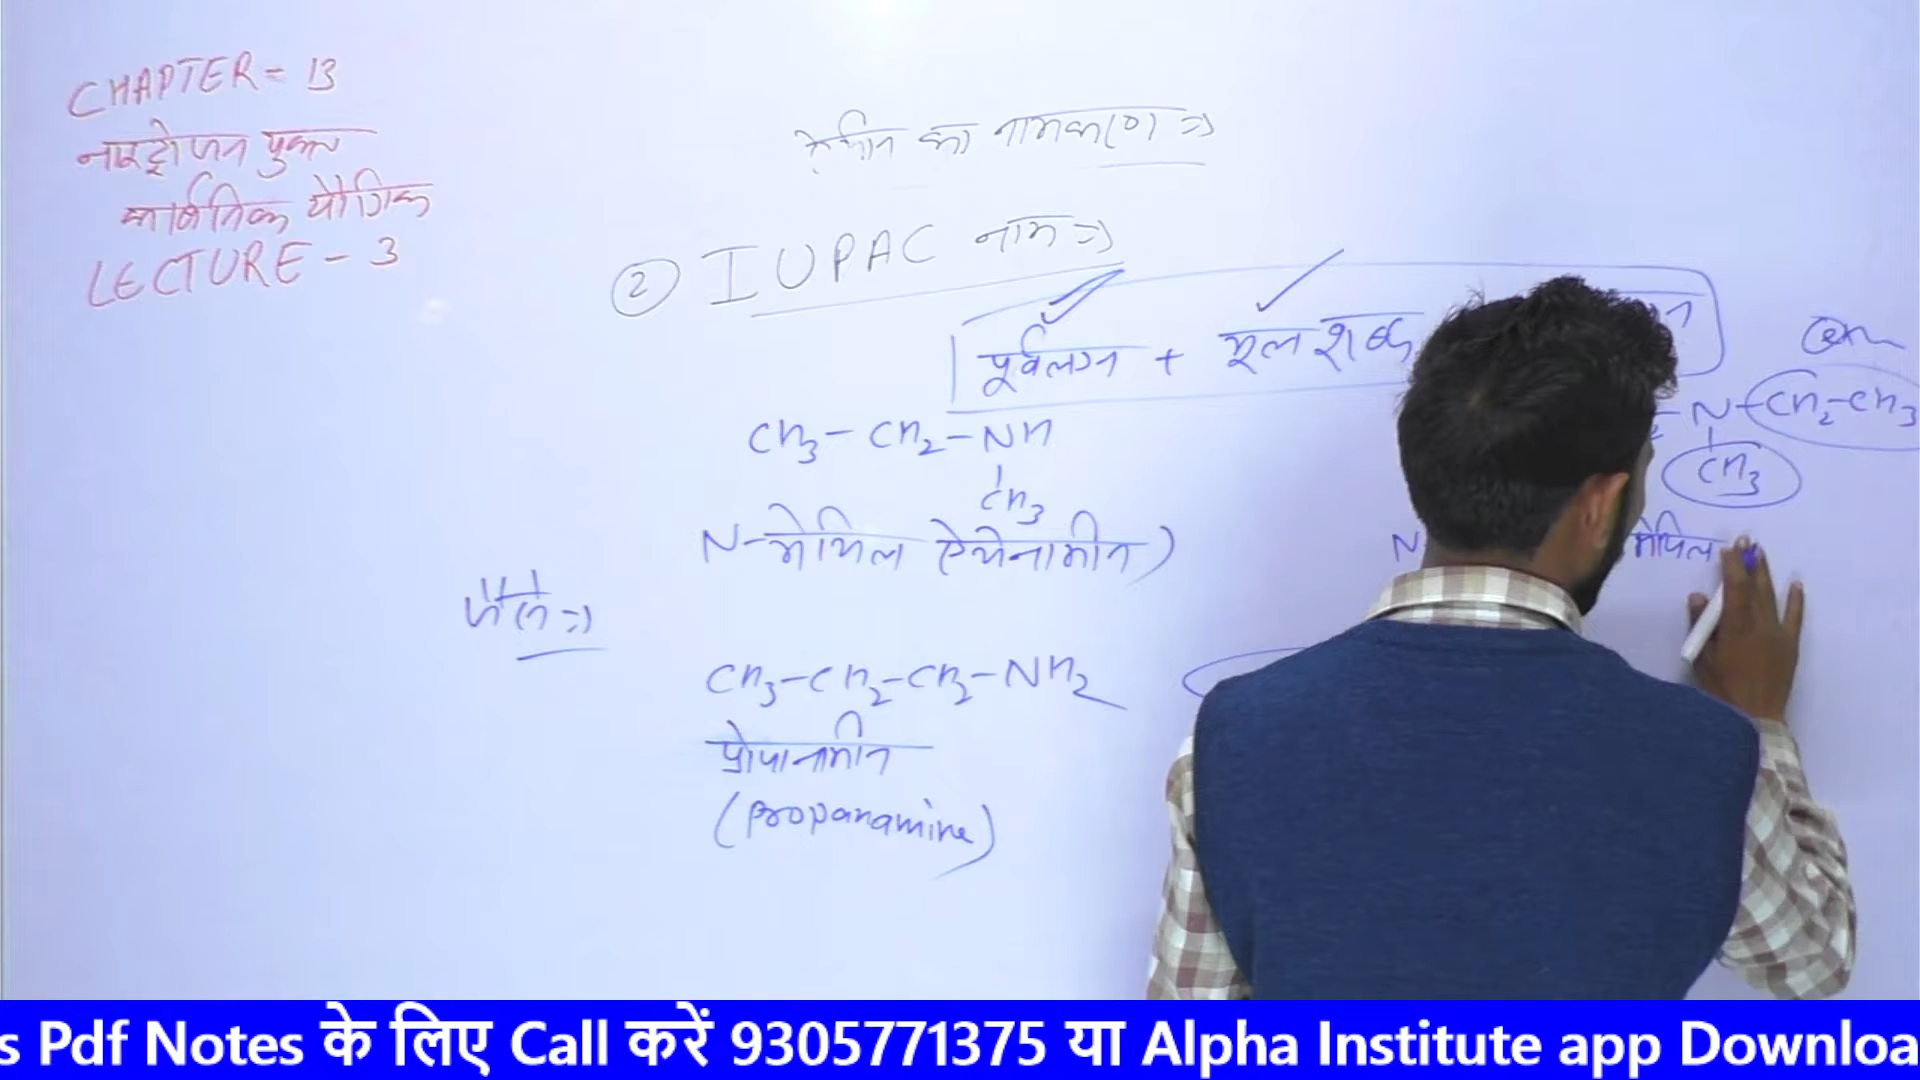 CHAPTER = 13
नाइट्रोजन युक्त
कार्बनिक यौगिक
LECTURE - 3
ऐमीन का नामकरण ⇒
② IUPAC नाम ⇒
पूर्वलग्न + मूल शब्द
CH3 - CH2 - NH
CH3
N-मेथिल ऐथेनामीन)
CH3-CH2-CH2-NH2
प्रोपानामीन
(Propanamine)
N-CH2-CH3
CH3
N
मेथिल
s Pdf Notes के लिए Call करें 9305771375 या Alpha Institute app Downloa